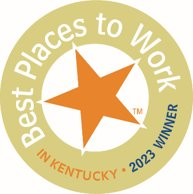 Best Places to Work
TM
IN KENTUCKY • 2023 WINNER